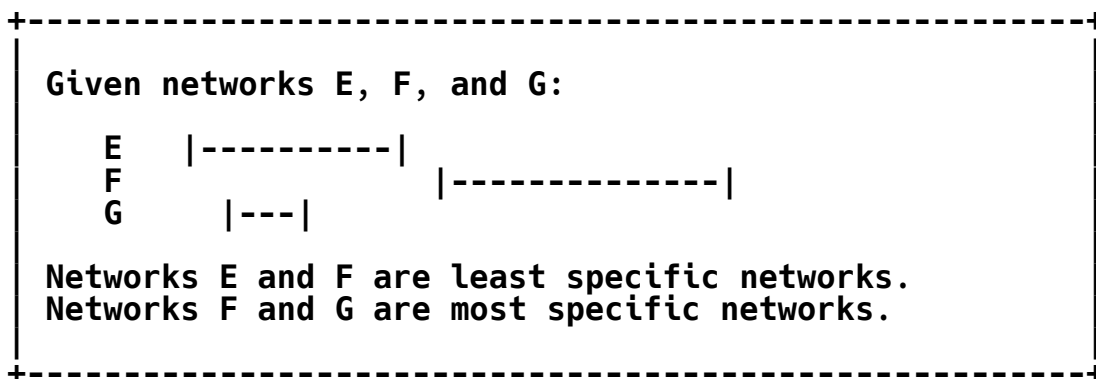 +-------------------------------------------------------+
Given networks E, F, and G:
E   |----------|
F                |--------------|
G     |---|
Networks E and F are least specific networks.
Networks F and G are most specific networks.
+-------------------------------------------------------+